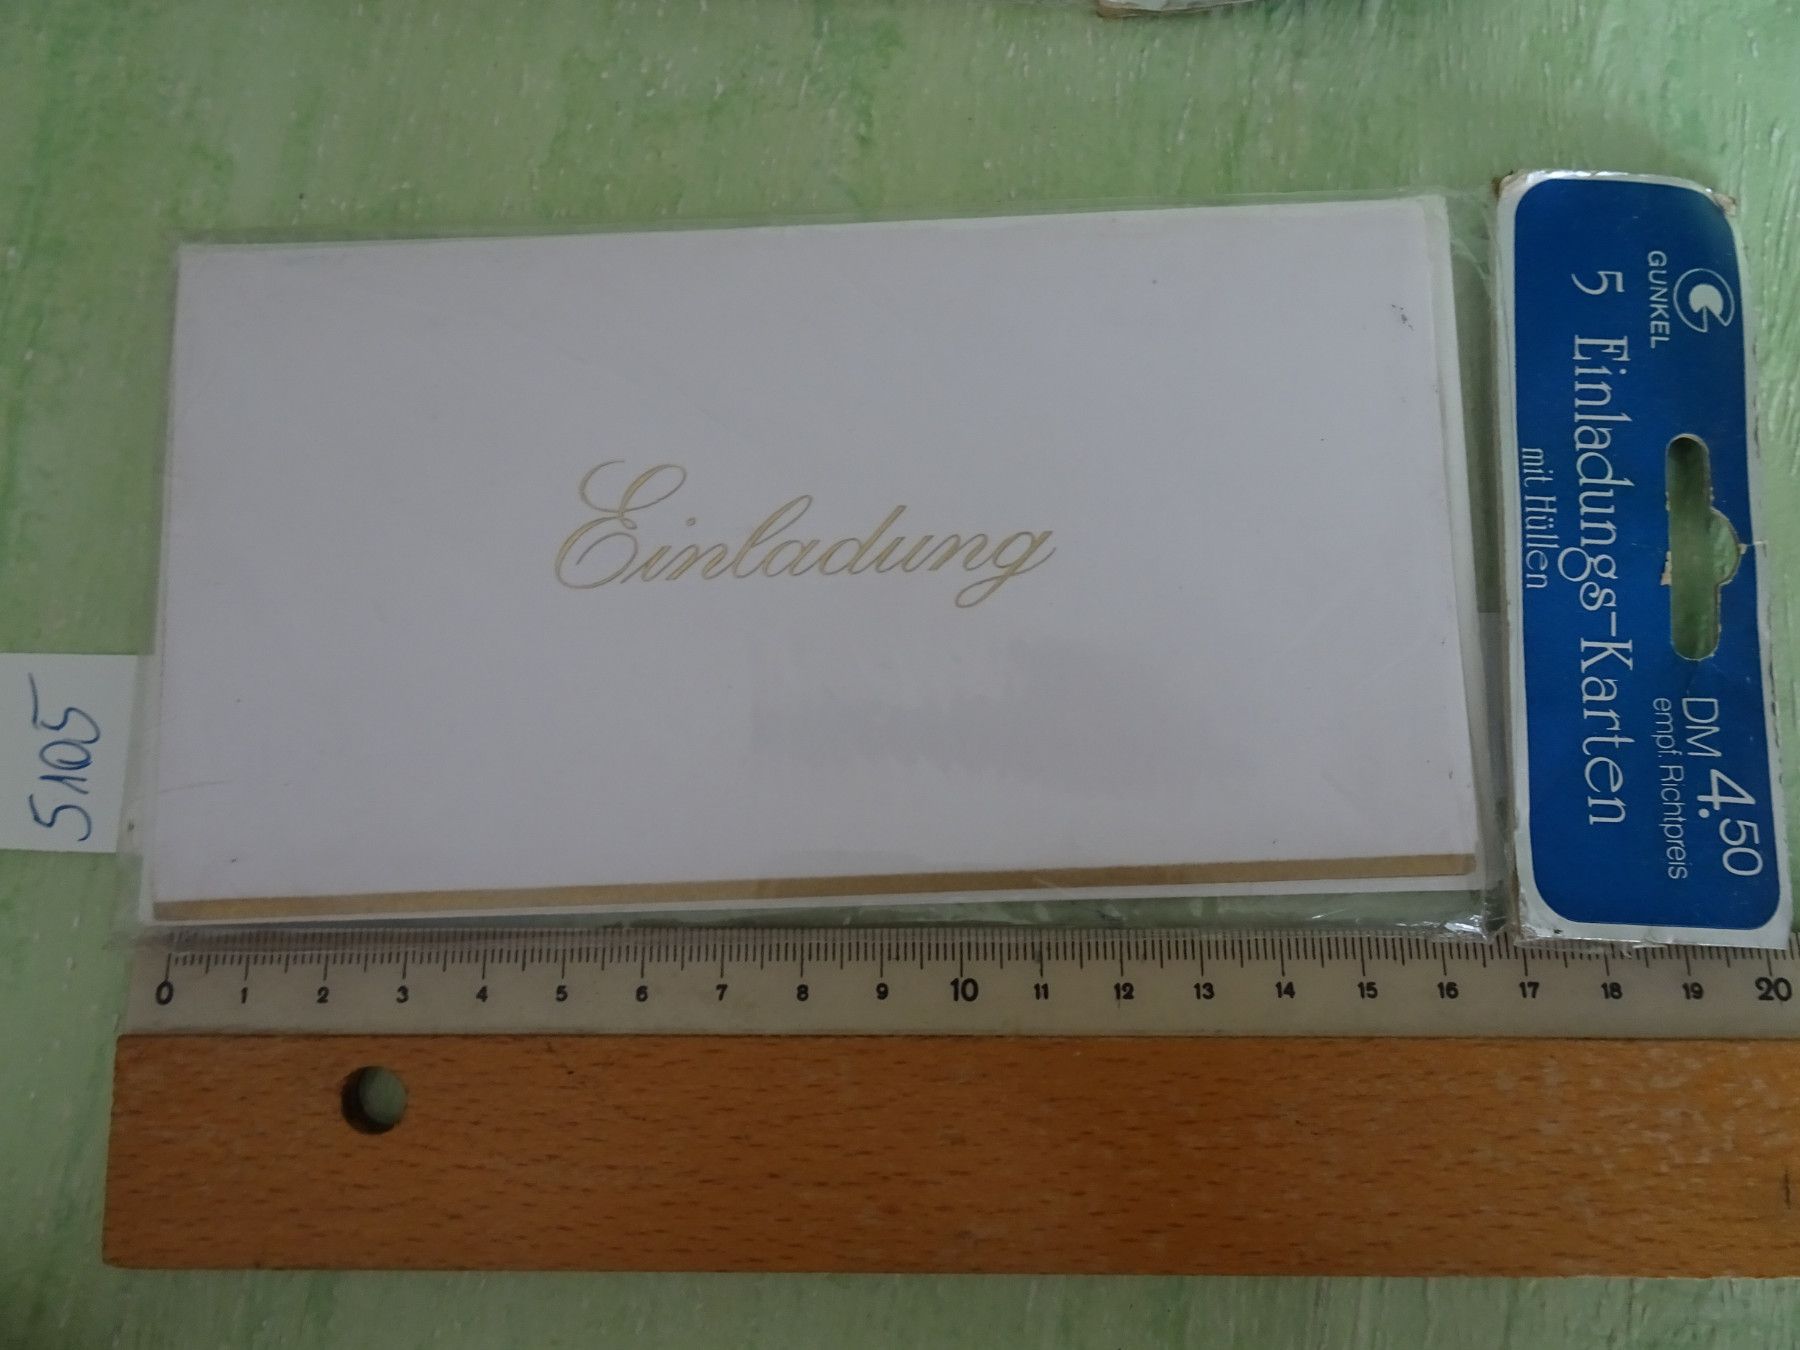 Einladung
GUNKEL
DM 4.50
empf. Richtpreis
5 Einladungs-Karten
mit Hüllen
5105
0 1 2 3 4 5 6 7 8 9 10 11 12 13 14 15 16 17 18 19 20